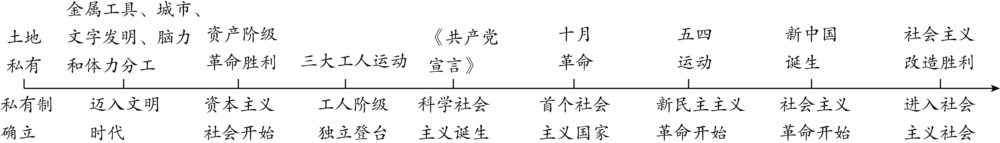 土地
私有
金属工具、城市、
文字发明、脑力
和体力分工
资产阶级
革命胜利
三大工人运动
《共产党
宣言》
十月
革命
五四
运动
新中国
诞生
社会主义
改造胜利
私有制
确立
迈入文明
时代
资本主义
社会开始
工人阶级
独立登台
科学社会
主义诞生
首个社会
主义国家
新民主主义
革命开始
社会主义
革命开始
进入社会
主义社会